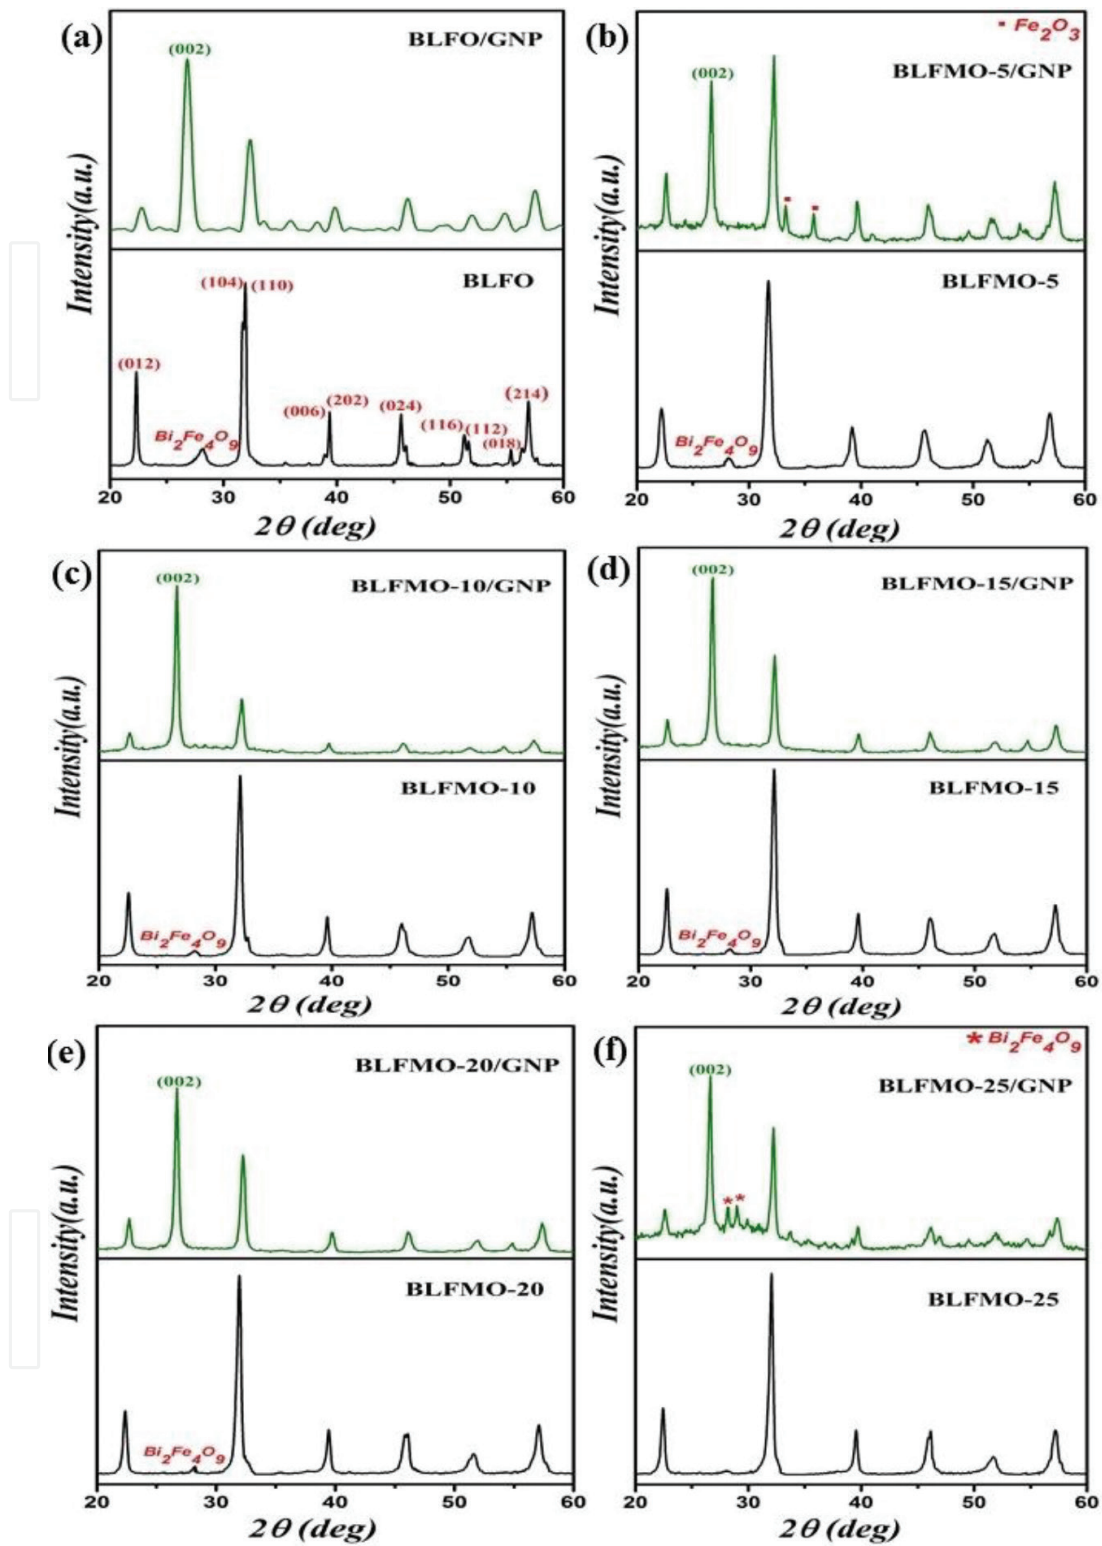 (a)
BLFO/GNP
(002)
Intensity(a.u.)
BLFO
(104) (110)
(012)
(006) (202)
(024)
(116) (112)
(018)
(214)
Bi2Fe4O9
20 30 40 50 60
2θ (deg)
(b)
▪ Fe2O3
BLFMO-5/GNP
(002)
Intensity(a.u.)
BLFMO-5
Bi2Fe4O9
20 30 40 50 60
2θ (deg)
(c)
(002)
BLFMO-10/GNP
Intensity(a.u.)
BLFMO-10
Bi2Fe4O9
20 30 40 50 60
2θ (deg)
(d)
(002)
BLFMO-15/GNP
Intensity(a.u.)
BLFMO-15
Bi2Fe4O9
20 30 40 50 60
2θ (deg)
(e)
BLFMO-20/GNP
(002)
Intensity(a.u.)
BLFMO-20
Bi2Fe4O9
20 30 40 50 60
2θ (deg)
(f)
* Bi2Fe4O9
(002)
BLFMO-25/GNP
* *
Intensity(a.u.)
BLFMO-25
20 30 40 50 60
2θ (deg)